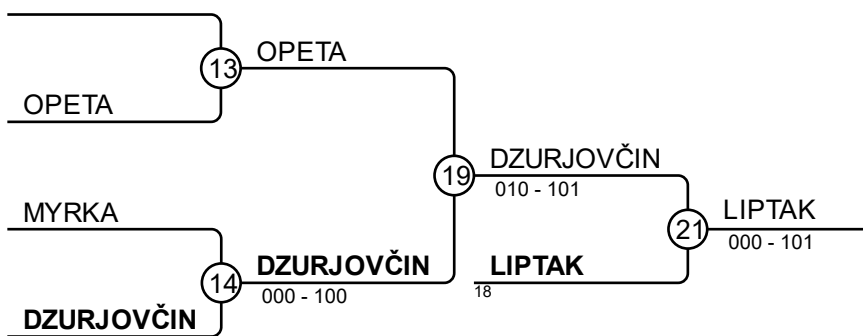 OPETA
13
OPETA
DZURJOVČIN
19
010 - 101
MYRKA
LIPTAK
21
000 - 101
DZURJOVČIN
14
000 - 100
LIPTAK
18
DZURJOVČIN